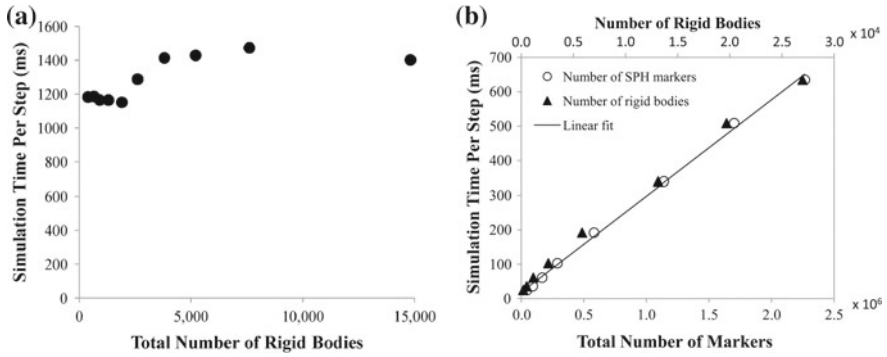 (a)
1600
1400
1200
1000
800
600
400
200
0
Simulation Time Per Step (ms)
0
5,000
10,000
15,000
Total Number of Rigid Bodies
(b)
Number of Rigid Bodies
0.0
0.5
1.0
1.5
2.0
2.5
3.0
x 10⁴
700
600
500
400
300
200
100
0
Simulation Time Per Step (ms)
Number of SPH markers
Number of rigid bodies
Linear fit
0.0
0.5
1.0
1.5
2.0
2.5
x 10⁶
Total Number of Markers